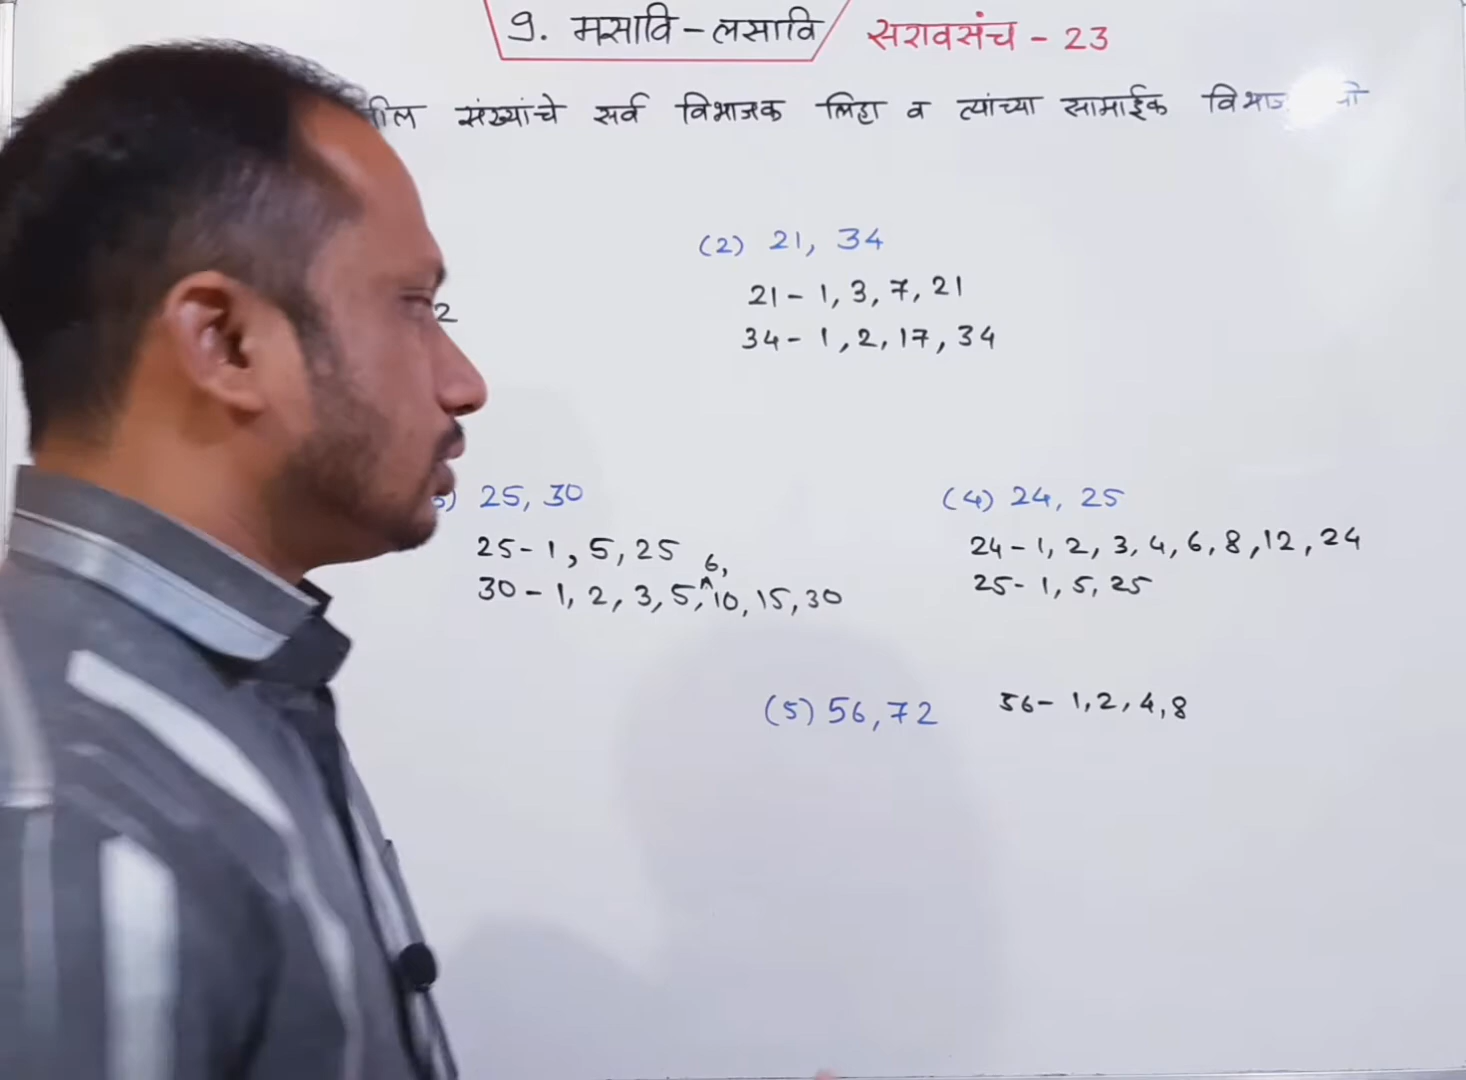 9. मसावि - लसावि सरावसंच - 23
संख्यांचे सर्व विभाजक लिहा व त्यांच्या सामाईक
(2) 21, 34
21 - 1, 3, 7, 21
2
34 - 1, 2, 17, 34
25, 30
25 - 1, 5, 25
30 - 1, 2, 3, 5, 6, 10, 15, 30
(4) 24, 25
24 - 1, 2, 3, 4, 6, 8, 12, 24
25 - 1, 5, 25
(5) 56, 72 56 - 1, 2, 4, 8